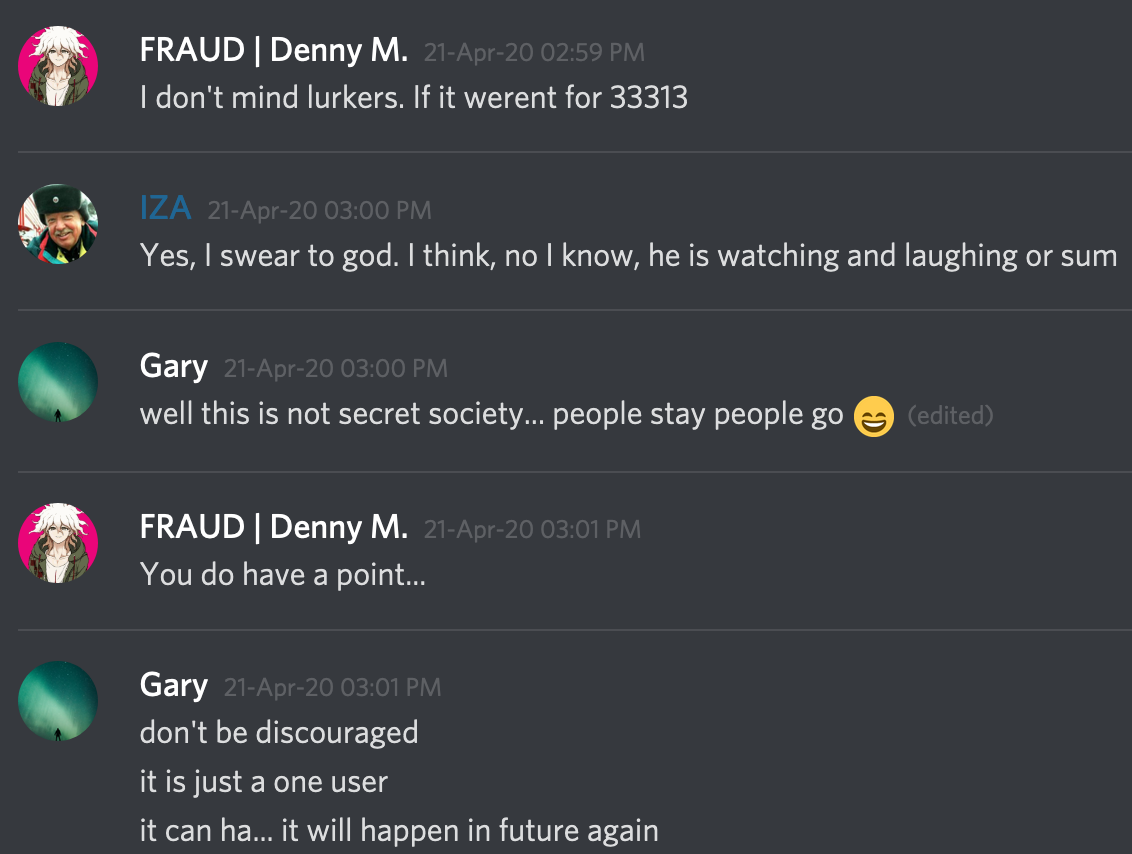 FRAUD | Denny M. 21-Apr-20 02:59 PM
I don't mind lurkers. If it werent for 33313
IZA 21-Apr-20 03:00 PM
Yes, I swear to god. I think, no I know, he is watching and laughing or sum
Gary 21-Apr-20 03:00 PM
well this is not secret society... people stay people go 😄 (edited)
FRAUD | Denny M. 21-Apr-20 03:01 PM
You do have a point...
Gary 21-Apr-20 03:01 PM
don't be discouraged
it is just a one user
it can ha... it will happen in future again